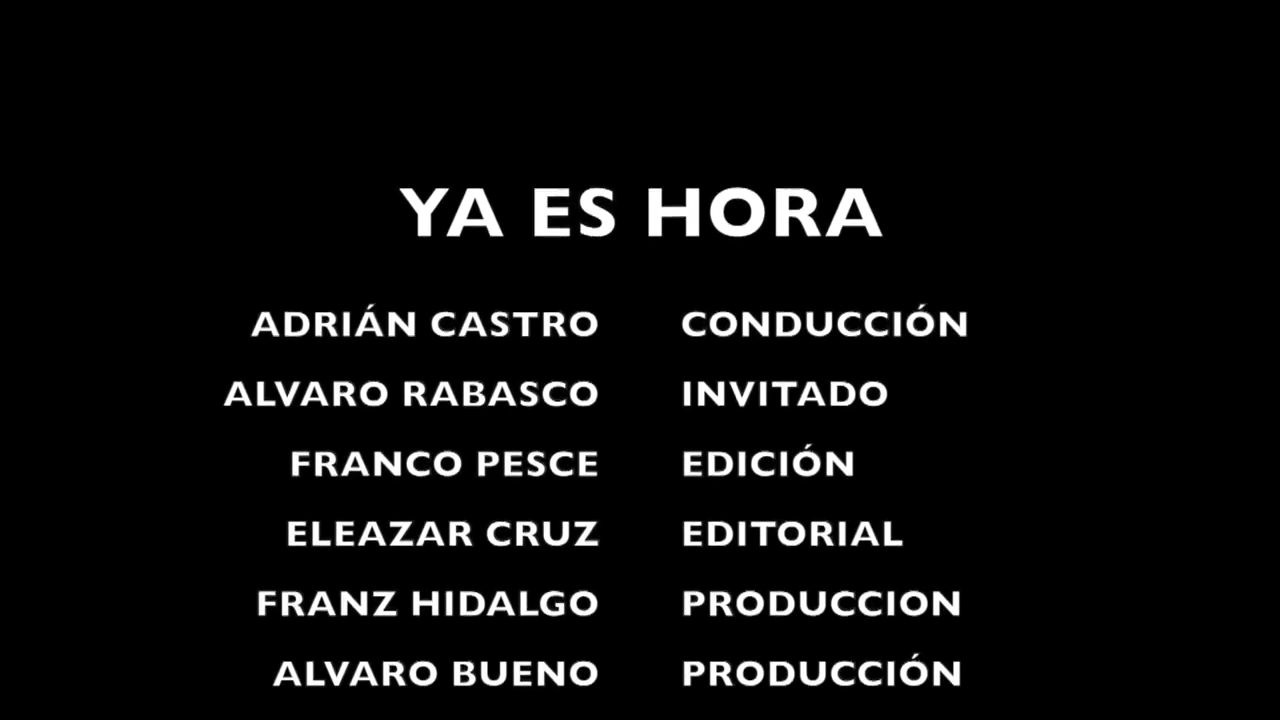 YA ES HORA
ADRIÁN CASTRO CONDUCCIÓN
ALVARO RABASCO INVITADO
FRANCO PESCE EDICIÓN
ELEAZAR CRUZ EDITORIAL
FRANZ HIDALGO PRODUCCION
ALVARO BUENO PRODUCCIÓN